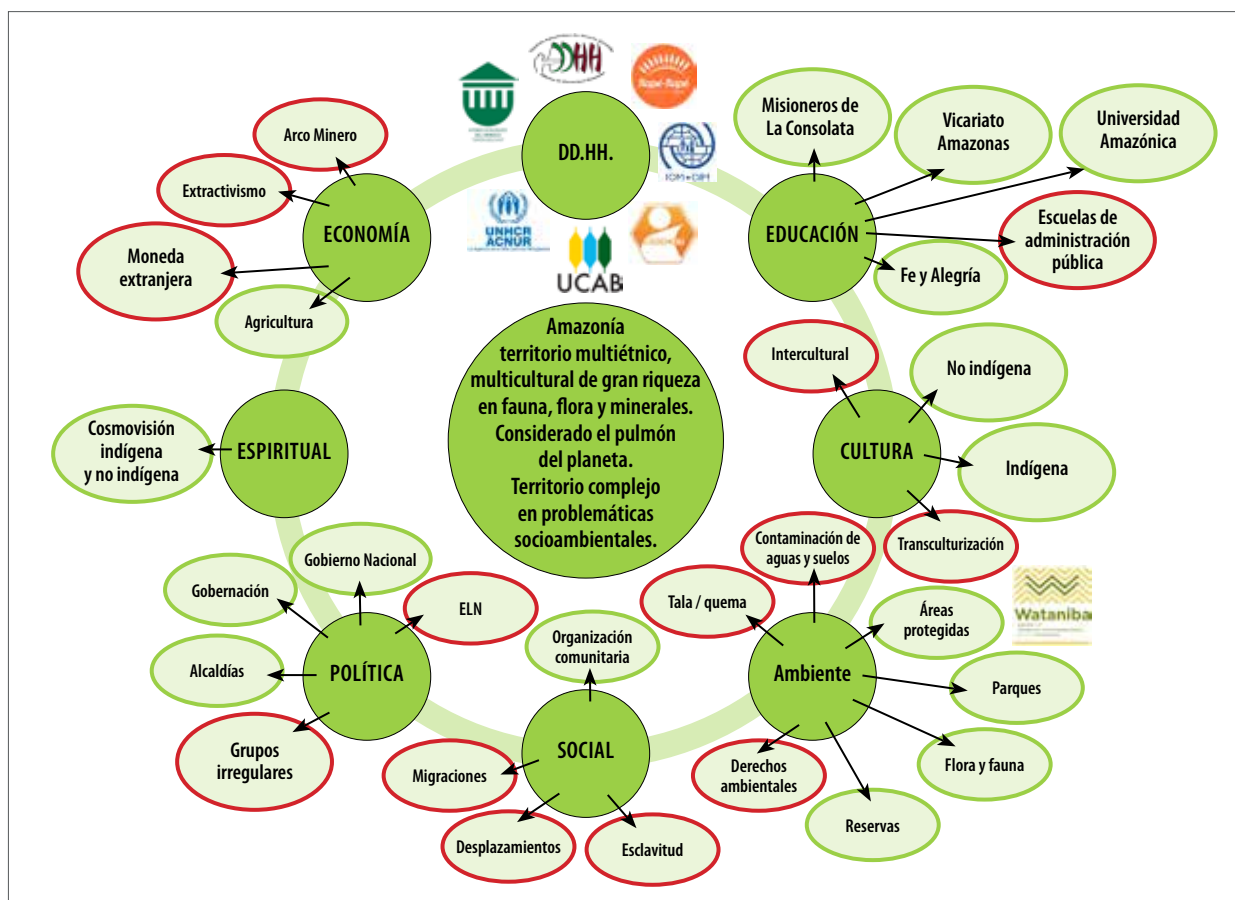 DDHH
Rapé-Rapé
IOM•OIM
UNHCR
ACNUR
UCAB
DD.HH.
Arco Minero
Extractivismo
ECONOMÍA
Moneda
extranjera
Agricultura
Misioneros de
La Consolata
Vicariato
Amazonas
Universidad
Amazónica
EDUCACIÓN
Escuelas de
administración
pública
Fe y Alegría
Amazonía
territorio multiétnico,
multicultural de gran riqueza
en fauna, flora y minerales.
Considerado el pulmón
del planeta.
Territorio complejo
en problemáticas
socioambientales.
Intercultural
No indígena
CULTURA
Indígena
Transculturización
Cosmovisión
indígena
y no indígena
ESPIRITUAL
Gobierno Nacional
Gobernación
ELN
Alcaldías
POLÍTICA
Grupos
irregulares
Organización
comunitaria
SOCIAL
Migraciones
Desplazamientos
Esclavitud
Contaminación de
aguas y suelos
Tala / quema
Áreas
protegidas
Wataniba
Ambiente
Parques
Derechos
ambientales
Flora y fauna
Reservas